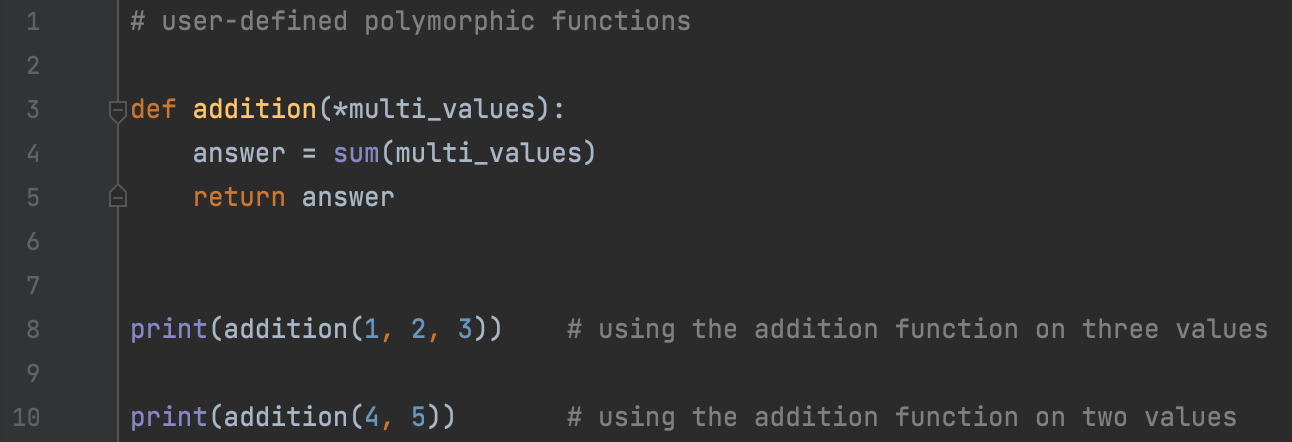 1 # user-defined polymorphic functions
2
3 def addition(*multi_values):
4     answer = sum(multi_values)
5     return answer
6
7
8 print(addition(1, 2, 3))    # using the addition function on three values
9
10 print(addition(4, 5))       # using the addition function on two values